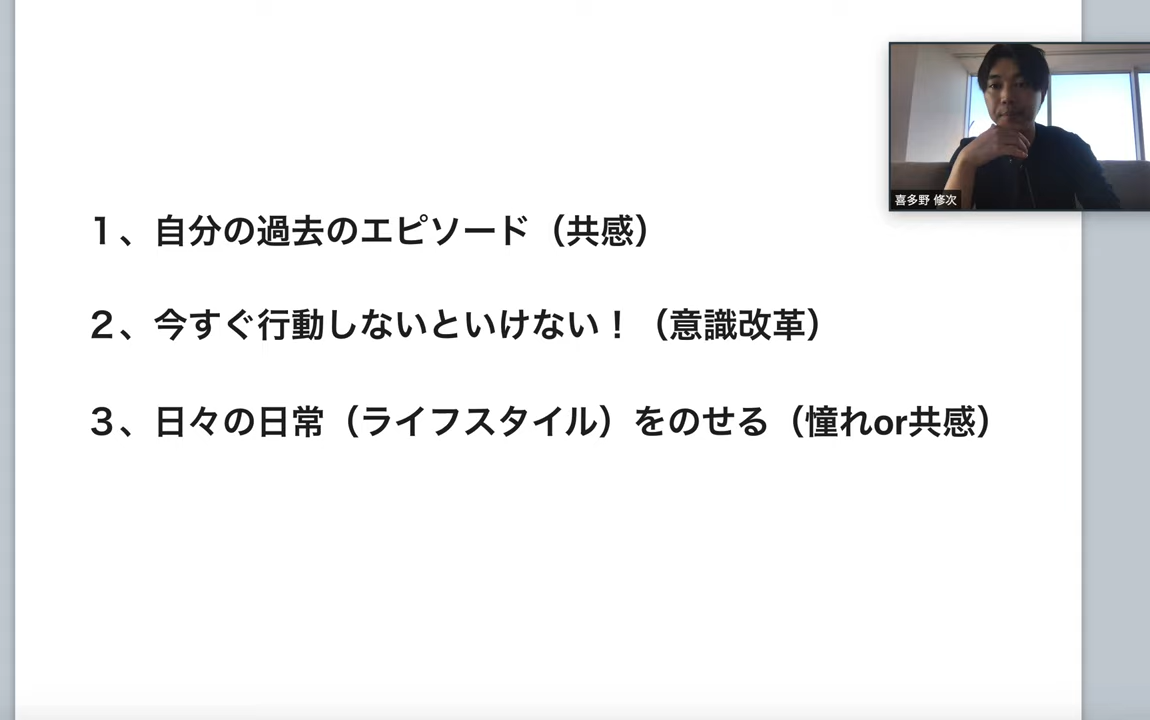 １、自分の過去のエピソード（共感）
２、今すぐ行動しないといけない！（意識改革）
３、日々の日常（ライフスタイル）をのせる（憧れor共感）
喜多野 修次